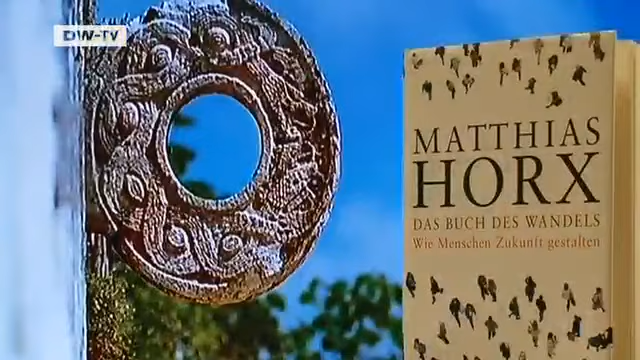 DW-TV
MATTHIAS
HORX
DAS BUCH DES WANDELS
Wie Menschen Zukunft gestalten